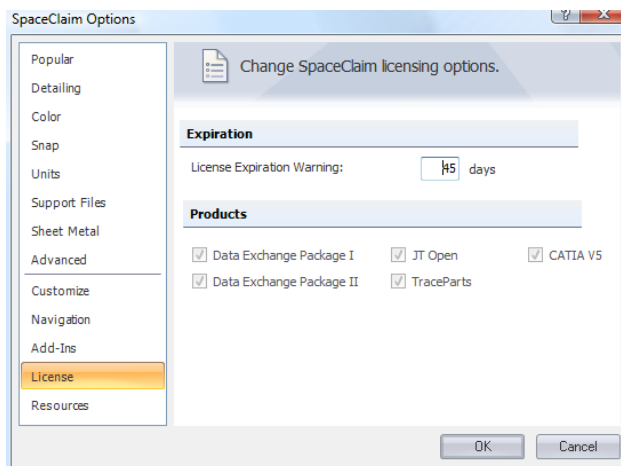 SpaceClaim Options
Popular
Detailing
Color
Snap
Units
Support Files
Sheet Metal
Advanced
Customize
Navigation
Add-Ins
License
Resources
Change SpaceClaim licensing options.
Expiration
License Expiration Warning: 45 days
Products
Data Exchange Package I JT Open CATIA V5
Data Exchange Package II TraceParts
OK Cancel